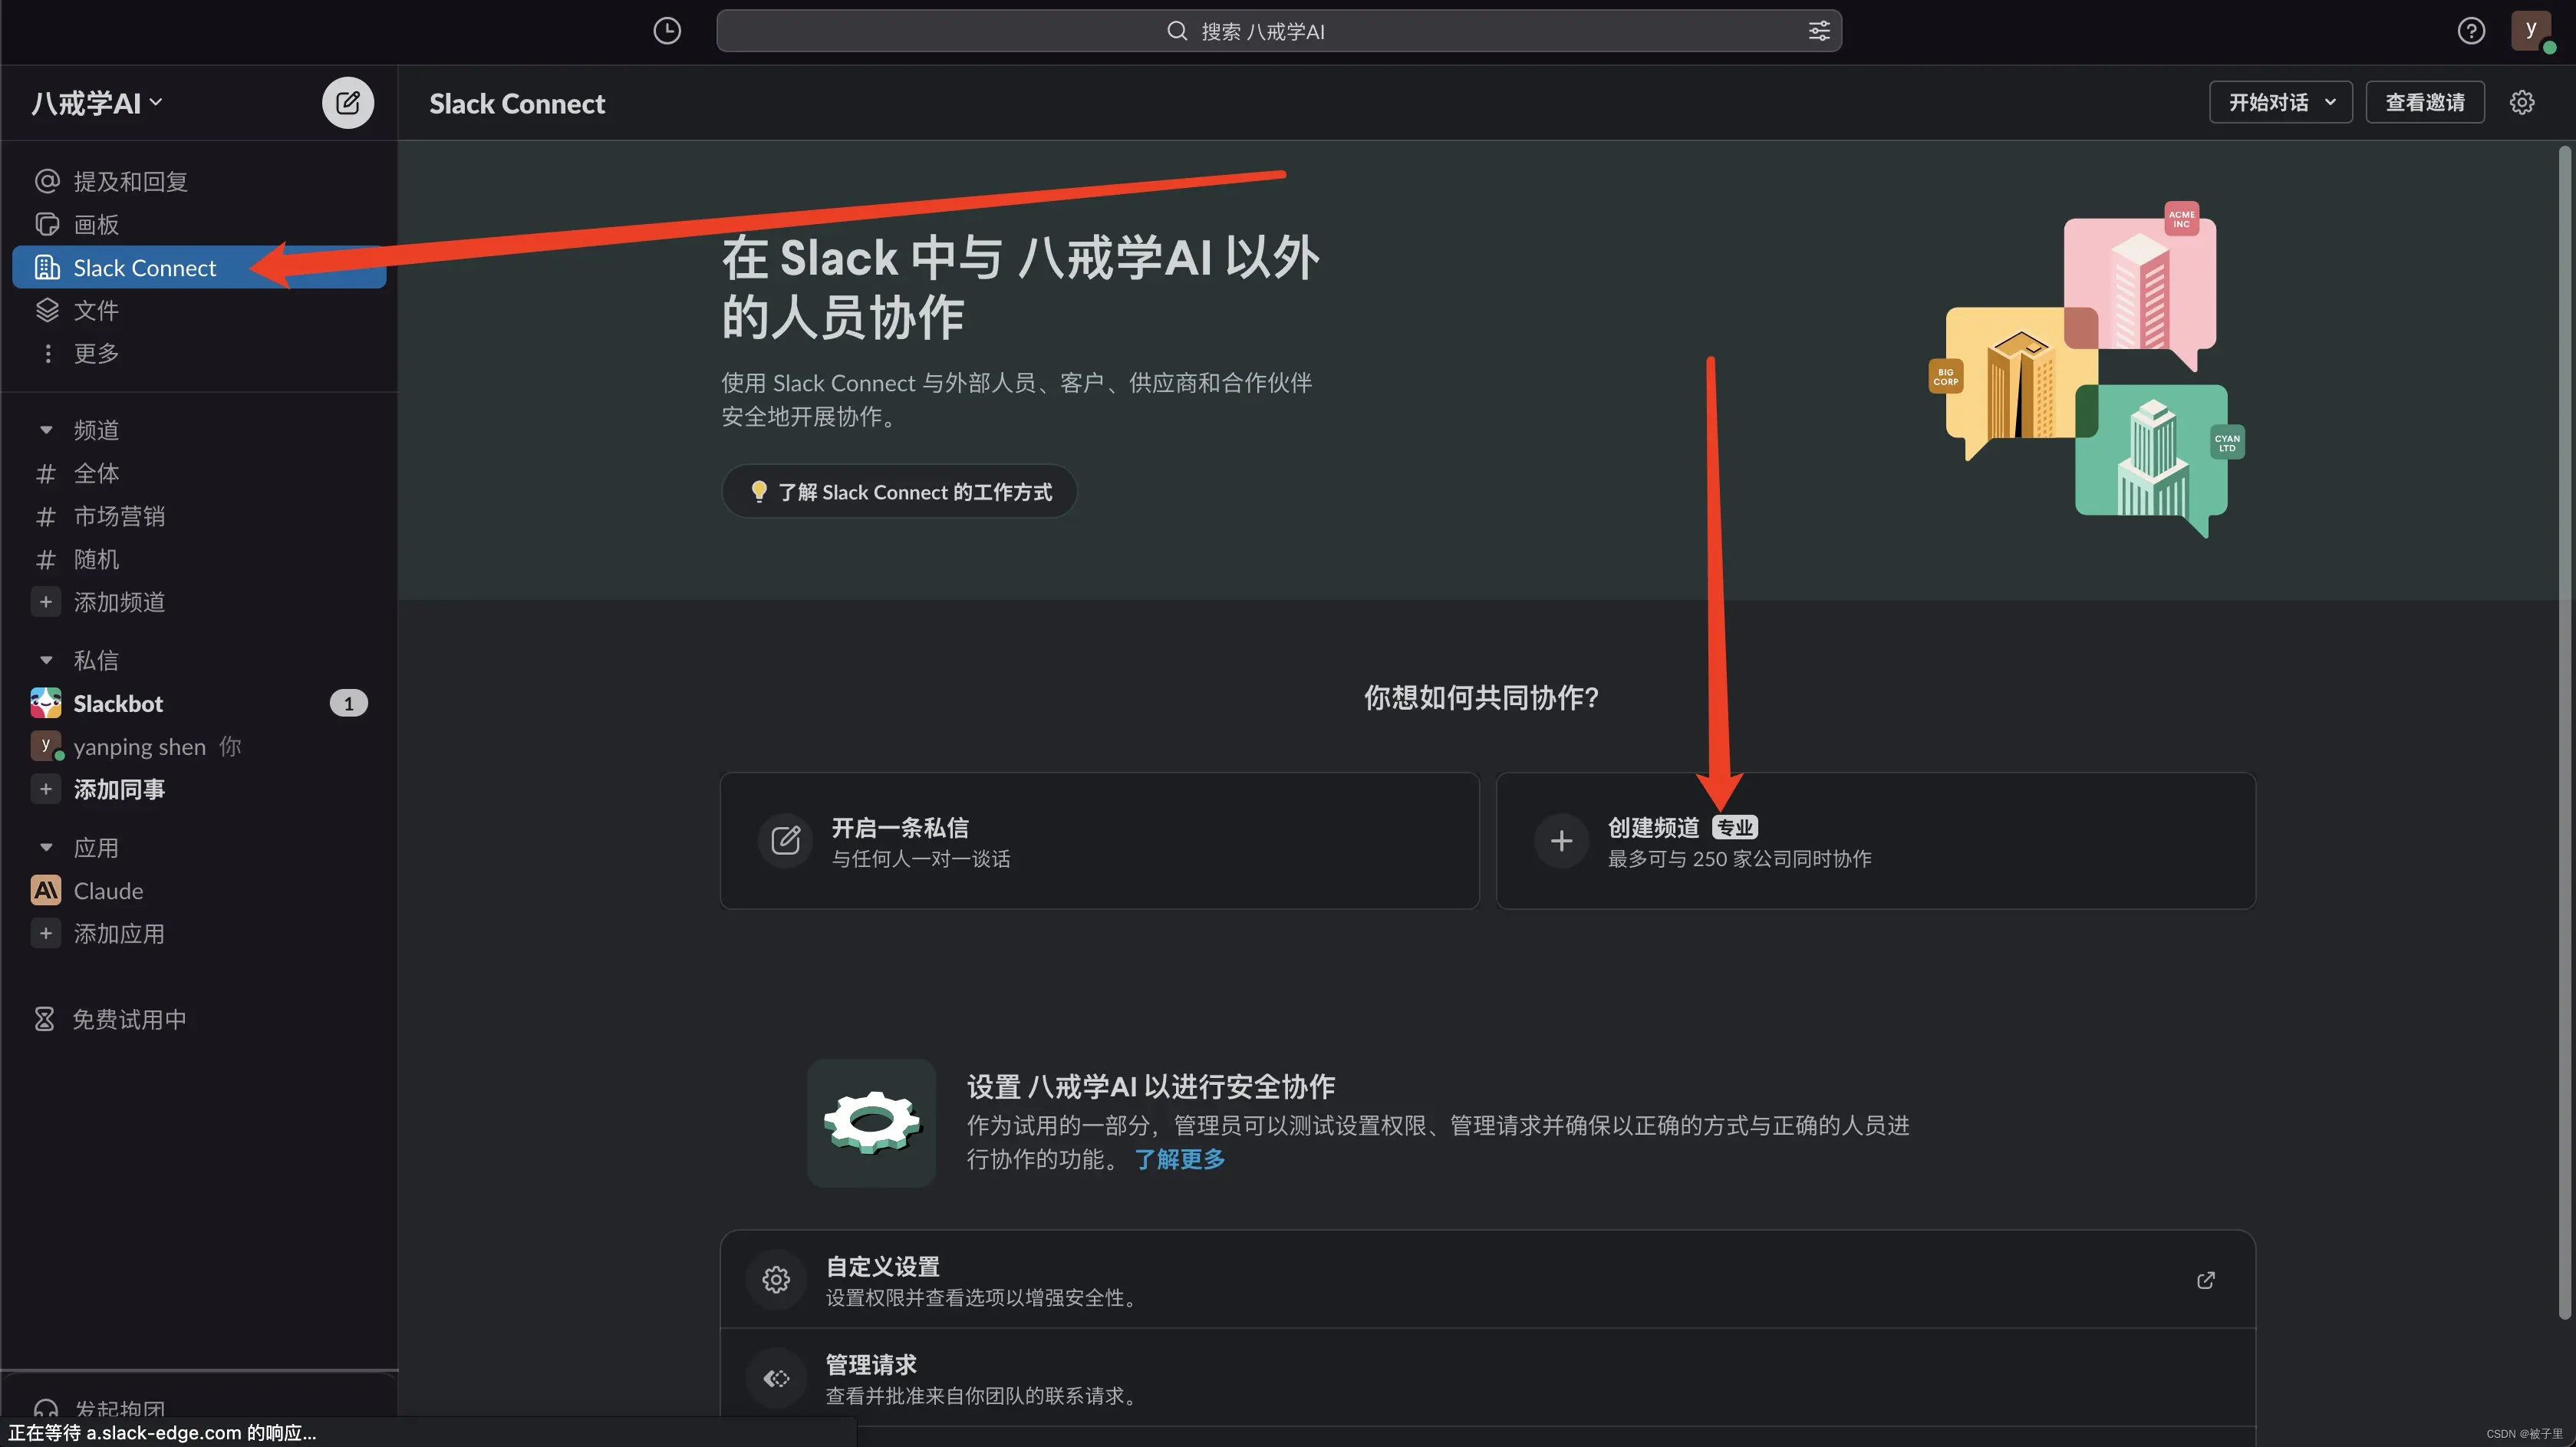 搜索 八戒学AI
y
八戒学AI
Slack Connect
开始对话
查看邀请
提及和回复
画板
Slack Connect
文件
更多
频道
# 全体
# 市场营销
# 随机
+ 添加频道
私信
Slackbot 1
y yanping shen 你
+ 添加同事
应用
A\ Claude
+ 添加应用
免费试用中
发起抱团
正在等待 a.slack-edge.com 的响应...
在 Slack 中与 八戒学AI 以外
的人员协作
使用 Slack Connect 与外部人员、客户、供应商和合作伙伴
安全地开展协作。
了解 Slack Connect 的工作方式
ACME
INC
BIG
CORP
CYAN
LTD
你想如何共同协作?
开启一条私信
与任何人一对一谈话
创建频道 专业
最多可与 250 家公司同时协作
设置 八戒学AI 以进行安全协作
作为试用的一部分，管理员可以测试设置权限、管理请求并确保以正确的方式与正确的人员进
行协作的功能。 了解更多
自定义设置
设置权限并查看选项以增强安全性。
管理请求
查看并批准来自你团队的联系请求。
CSDN @被子里